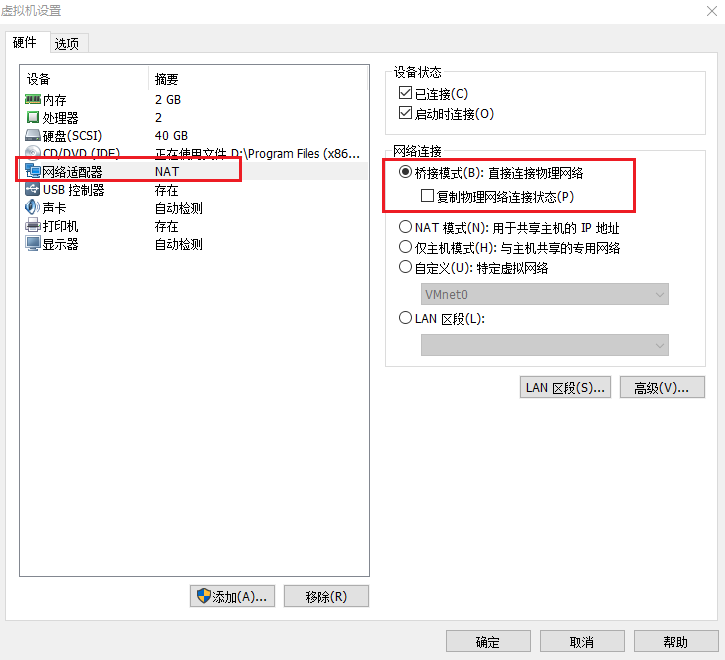 虚拟机设置
硬件 选项
设备 摘要
内存 2 GB
处理器 2
硬盘(SCSI) 40 GB
CD/DVD (IDE) 正在使用文件 D:\Program Files (x86...
网络适配器 NAT
USB 控制器 存在
声卡 自动检测
打印机 存在
显示器 自动检测
添加(A)... 移除(R)
设备状态
已连接(C)
启动时连接(O)
网络连接
桥接模式(B): 直接连接物理网络
复制物理网络连接状态(P)
NAT 模式(N): 用于共享主机的 IP 地址
仅主机模式(H): 与主机共享的专用网络
自定义(U): 特定虚拟网络
VMnet0
LAN 区段(L):
LAN 区段(S)... 高级(V)...
确定 取消 帮助